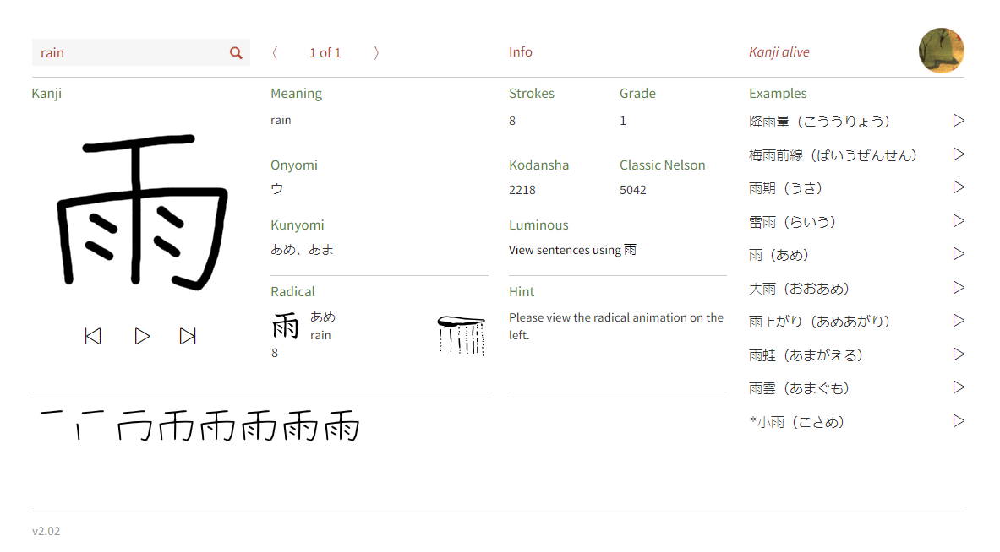 rain
1 of 1
Info
Kanji alive
Kanji
雨
Meaning
rain
Onyomi
ウ
Kunyomi
あめ、あま
Radical
雨
あめ
rain
8
Strokes
8
Grade
1
Kodansha
2218
Classic Nelson
5042
Luminous
View sentences using 雨
Hint
Please view the radical animation on the
left.
Examples
降雨量（こううりょう）
梅雨前線（ばいうぜんせん）
雨期（うき）
雷雨（らいう）
雨（あめ）
大雨（おおあめ）
雨上がり（あめあがり）
雨蛙（あまがえる）
雨雲（あまぐも）
*小雨（こさめ）
v2.02